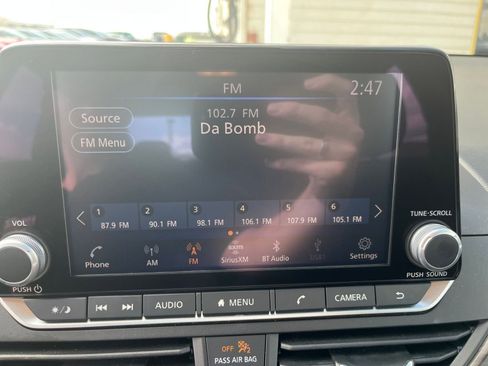 FM
2:47
Source
102.7 FM
Da Bomb
FM Menu
1 2 3 4 5 6
87.9 FM 90.1 FM 98.1 FM 106.1 FM 107.9 FM 105.1 FM
VOL
TUNE·SCROLL
Phone AM FM SiriusXM BT Audio USB1 Settings
PUSH
PUSH SOUND
AUDIO MENU CAMERA
OFF 2
PASS AIR BAG